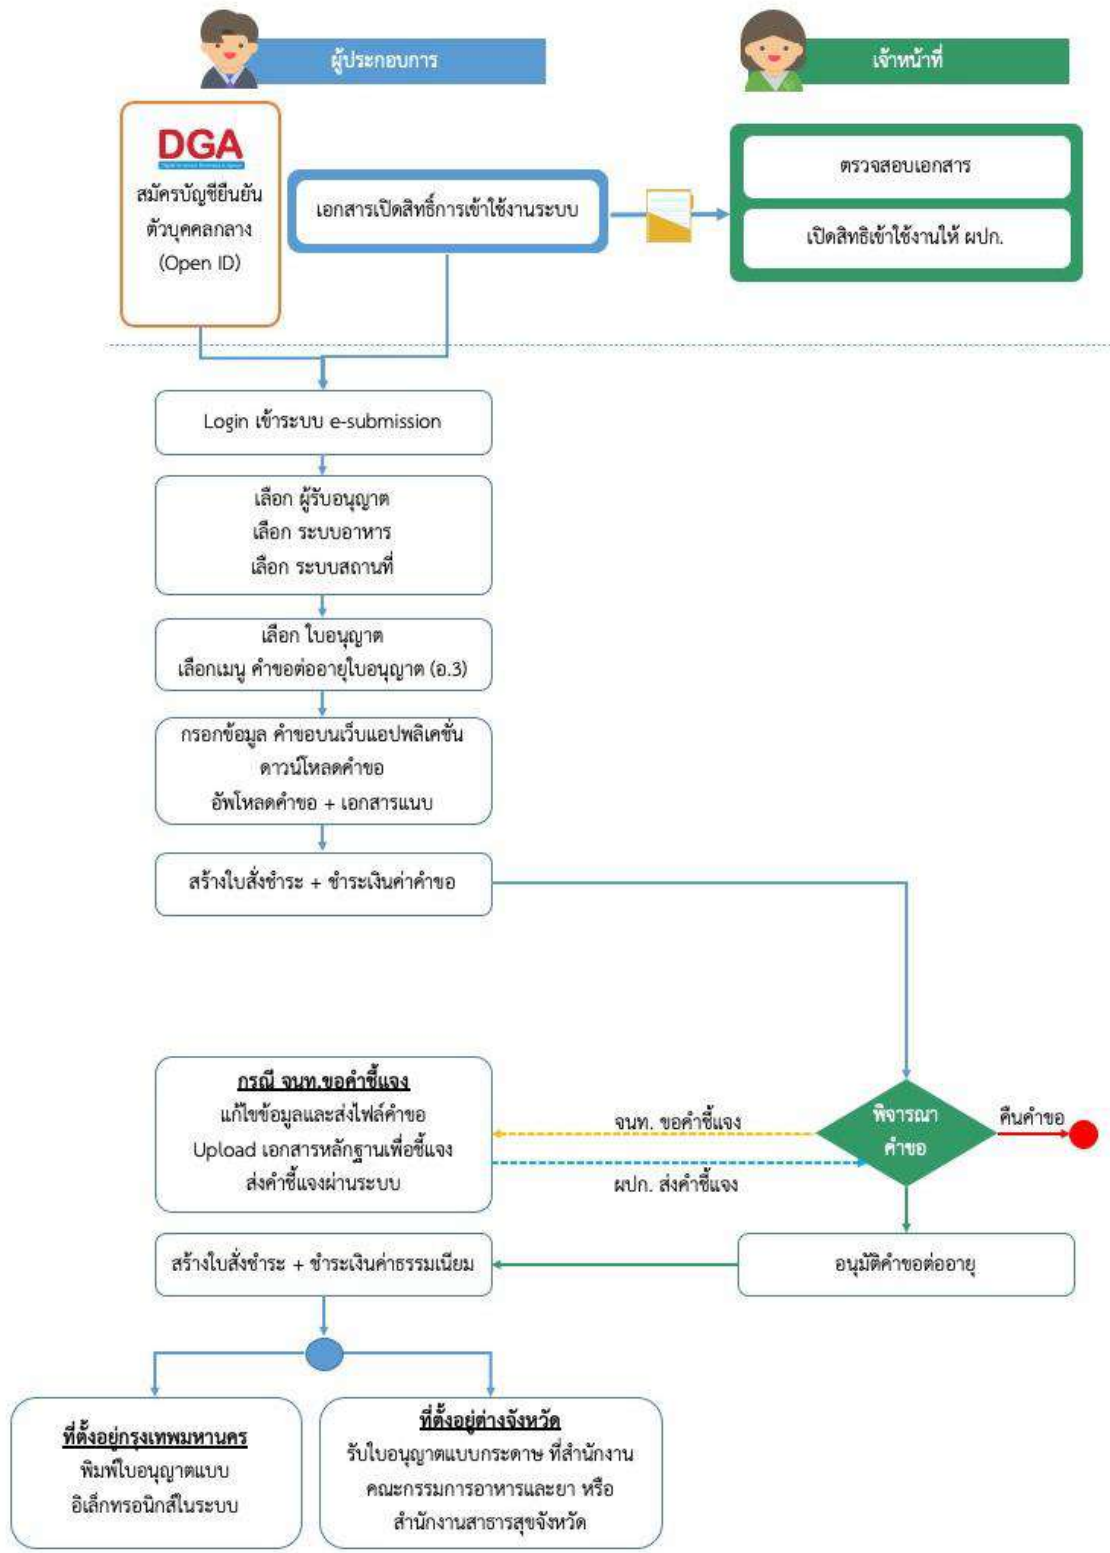 ผู้ประกอบการ
เจ้าหน้าที่
DGA
สมัครบัญชียืนยัน
ตัวบุคคลกลาง
(Open ID)
เอกสารเปิดสิทธิ์การเข้าใช้งานระบบ
ตรวจสอบเอกสาร
เปิดสิทธิเข้าใช้งานให้ ผปก.
Login เข้าระบบ e-submission
เลือก ผู้รับอนุญาต
เลือก ระบบอาหาร
เลือก ระบบสถานที่
เลือก ใบอนุญาต
เลือกเมนู คำขอต่ออายุใบอนุญาต (อ.3)
กรอกข้อมูล คำขอบนเว็บแอปพลิเคชั่น
ดาวน์โหลดคำขอ
อัพโหลดคำขอ + เอกสารแนบ
สร้างใบสั่งชำระ + ชำระเงินค่าคำขอ
กรณี จนท.ขอคำชี้แจง
แก้ไขข้อมูลและส่งไฟล์คำขอ
Upload เอกสารหลักฐานเพื่อชี้แจง
ส่งคำชี้แจงผ่านระบบ
จนท. ขอคำชี้แจง
ผปก. ส่งคำชี้แจง
พิจารณา
คำขอ
คืนคำขอ
สร้างใบสั่งชำระ + ชำระเงินค่าธรรมเนียม
อนุมัติคำขอต่ออายุ
ที่ตั้งอยู่กรุงเทพมหานคร
พิมพ์ใบอนุญาตแบบ
อิเล็กทรอนิกส์ในระบบ
ที่ตั้งอยู่ต่างจังหวัด
รับใบอนุญาตแบบกระดาษ ที่สำนักงาน
คณะกรรมการอาหารและยา หรือ
สำนักงานสาธารสุขจังหวัด